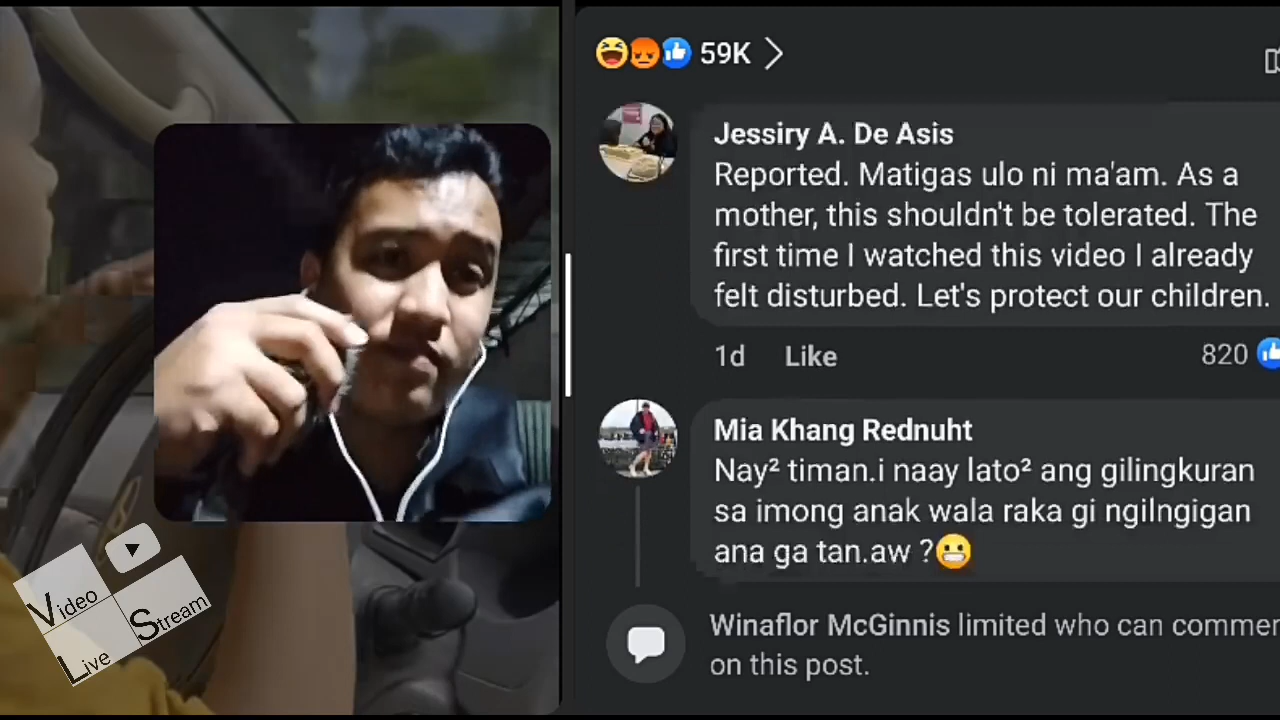 59K
Jessiry A. De Asis
Reported. Matigas ulo ni ma'am. As a
mother, this shouldn't be tolerated. The
first time I watched this video I already
felt disturbed. Let's protect our children.
1d Like 820
Mia Khang Rednuht
Nay² timan.i naay lato² ang gilingkuran
sa imong anak wala raka gi ngilngigan
ana ga tan.aw ?😬
Winaflor McGinnis limited who can commen
on this post.
Video
Live Stream